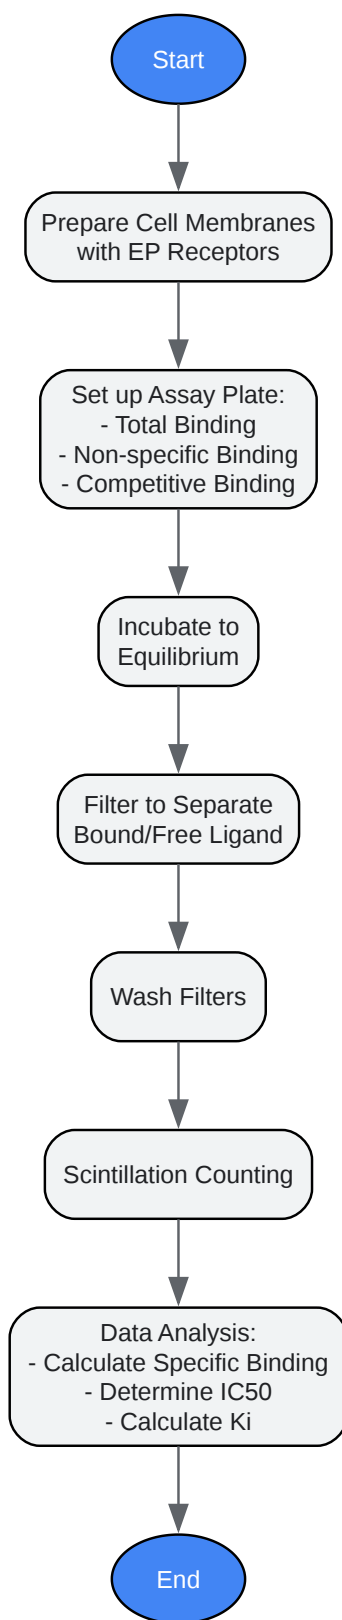 Start
Prepare Cell Membranes
with EP Receptors
Set up Assay Plate:
- Total Binding
- Non-specific Binding
- Competitive Binding
Incubate to
Equilibrium
Filter to Separate
Bound/Free Ligand
Wash Filters
Scintillation Counting
Data Analysis:
- Calculate Specific Binding
- Determine IC50
- Calculate Ki
End